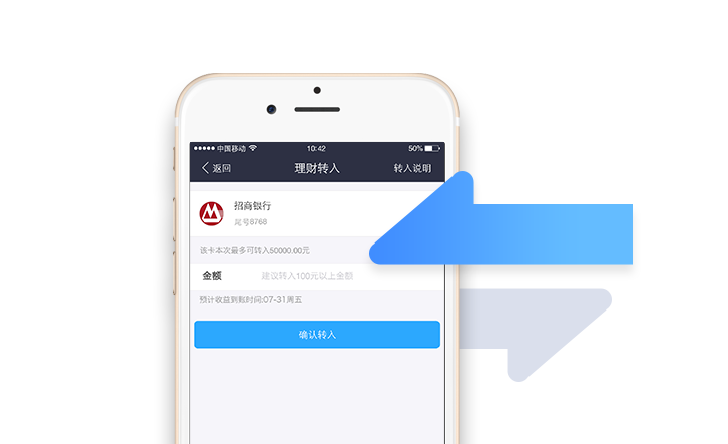 中国移动 10:42 50%
返回 理财转入 转入说明
招商银行
尾号8768
该卡本次最多可转入50000.00元
金额 建议转入100元以上金额
预计收益到账时间:07-31周五
确认转入